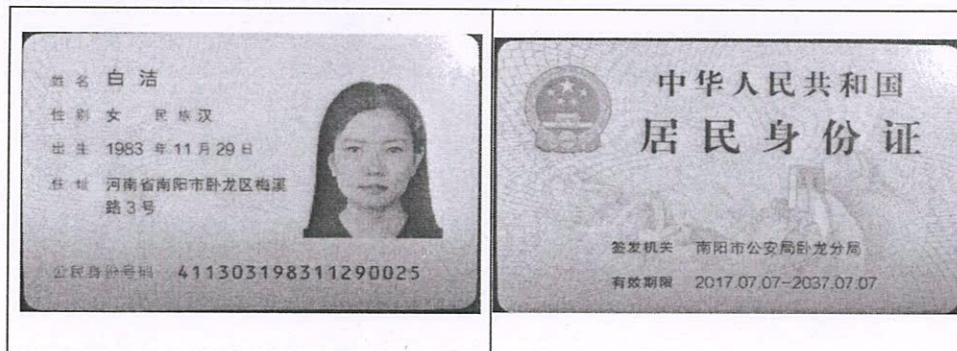 姓名 白洁
性别 女 民族 汉
出生 1983 年 11 月 29 日
住址 河南省南阳市卧龙区梅溪
路 3 号
公民身份号码 411303198311290025
中华人民共和国
居民身份证
签发机关 南阳市公安局卧龙分局
有效期限 2017.07.07-2037.07.07